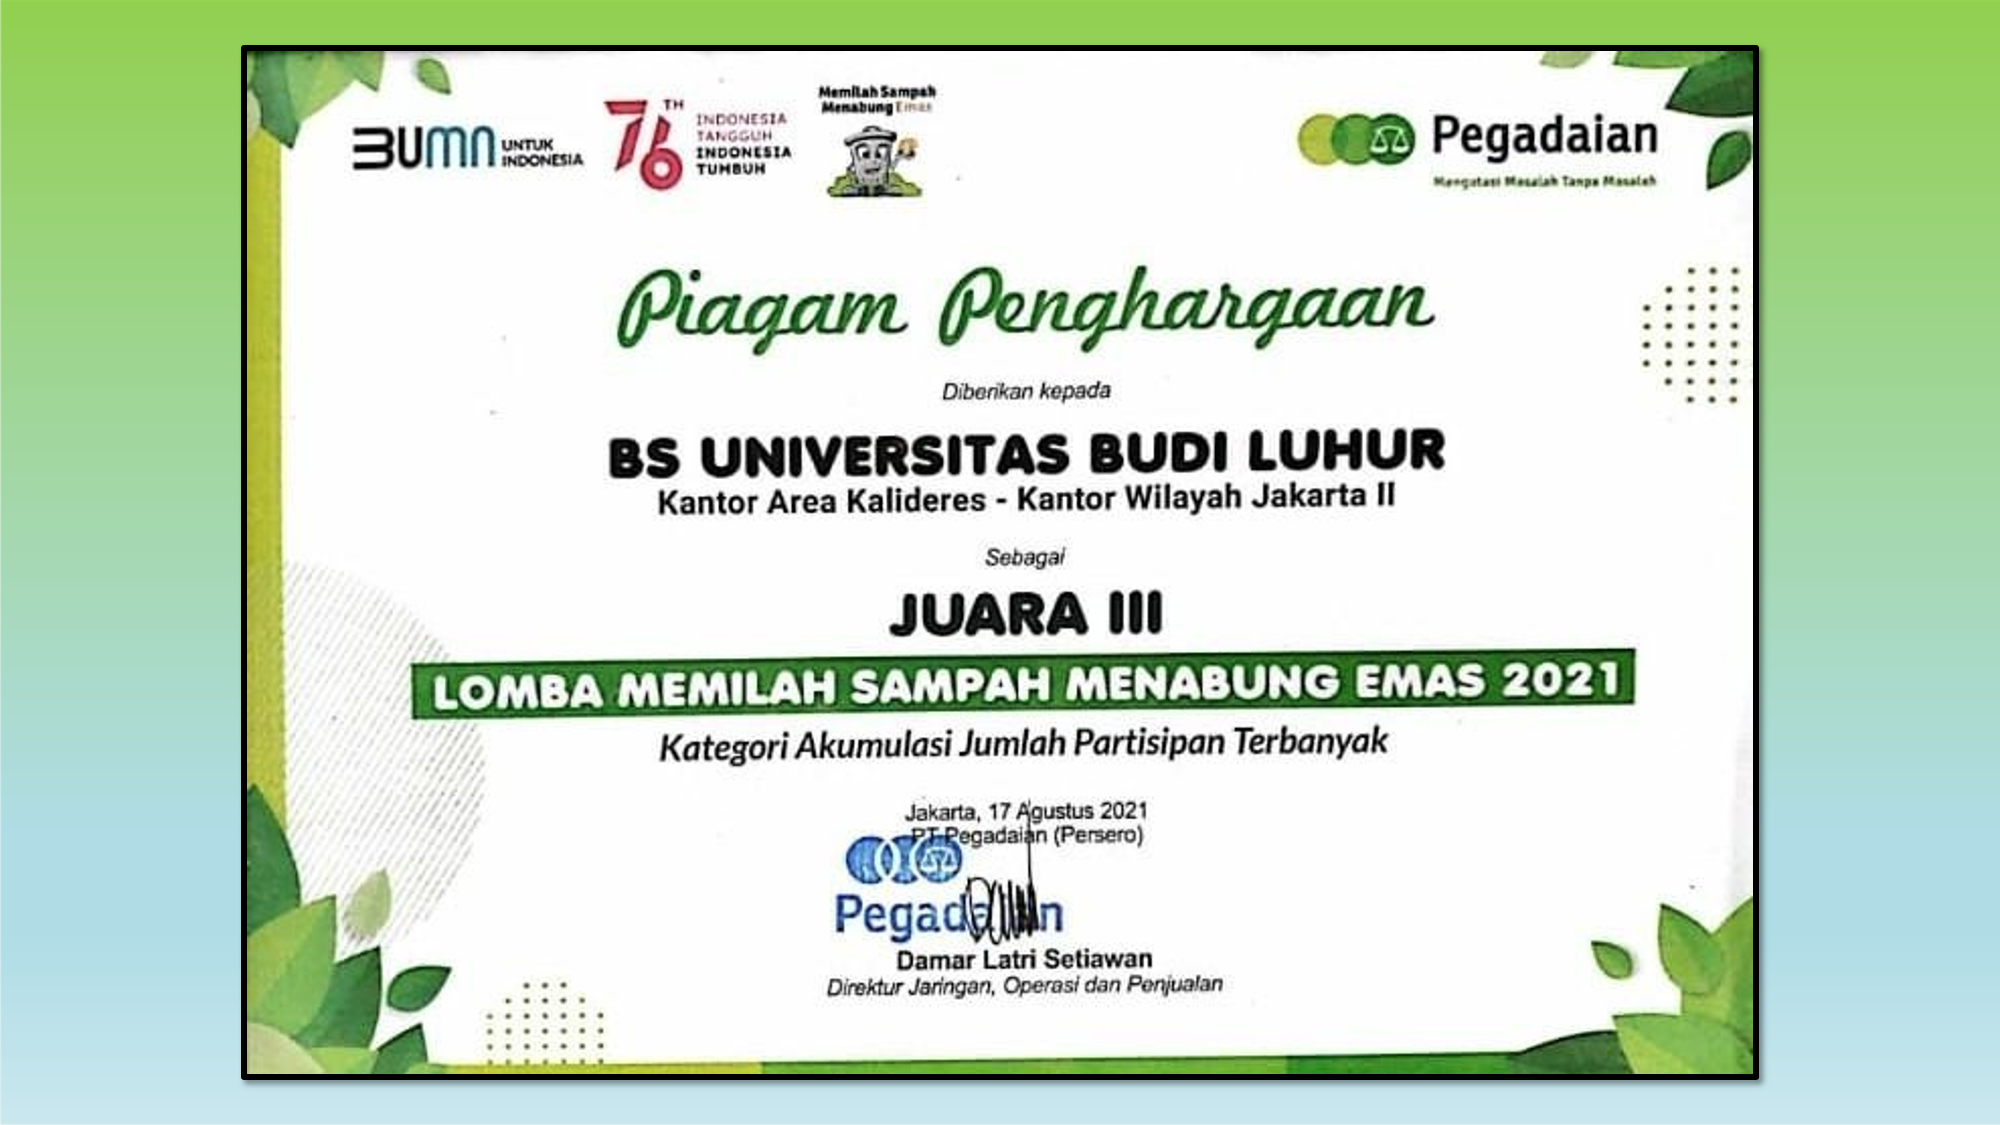 BUMN UNTUK INDONESIA
76 TH
INDONESIA
TANGGUH
INDONESIA
TUMBUH
Memilah Sampah
Menabung Emas
Pegadaian
Mengatasi Masalah Tanpa Masalah
Piagam Penghargaan
Diberikan kepada
BS UNIVERSITAS BUDI LUHUR
Kantor Area Kalideres - Kantor Wilayah Jakarta II
Sebagai
JUARA III
LOMBA MEMILAH SAMPAH MENABUNG EMAS 2021
Kategori Akumulasi Jumlah Partisipan Terbanyak
Jakarta, 17 Agustus 2021
PT Pegadaian (Persero)
Pegadaian
Damar Latri Setiawan
Direktur Jaringan, Operasi dan Penjualan